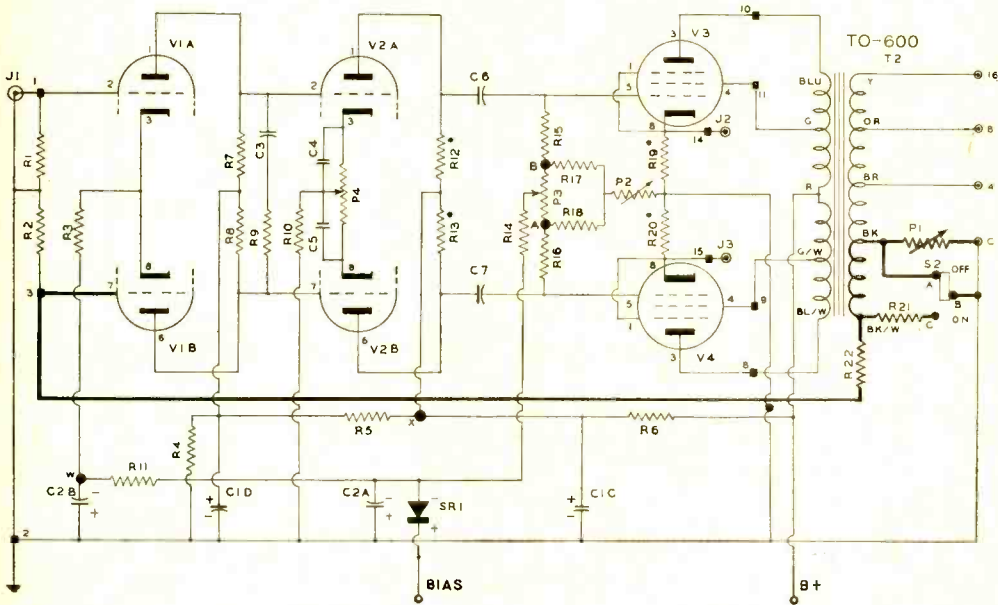 10
V1A
V2A
3
V3
TO-600
T2
1
1
J1
1
2
2
C6
1
5
4
11
BLU
Y
16
G
OR
8
3
3
8
14
J2
R1
R7
C3
C4
R12*
R15
R19*
B
R17
P2
R
BR
4
P4
P3
R2
R3
R8
R9
R10
C5
R13*
R14
A
R18
R16
R20*
BK
P1
C
15
J3
G/W
S2
OFF
A
8
8
8
3
7
7
C7
5
4
9
B
1
BL/W
R21
C
ON
BK/W
6
V1B
6
V2B
3
V4
8
R22
R4
R5
X
R6
W
R11
C2B
-
+
C1D
+
-
C2A
-
+
SR1
-
+
C1C
+
-
2
BIAS
B+